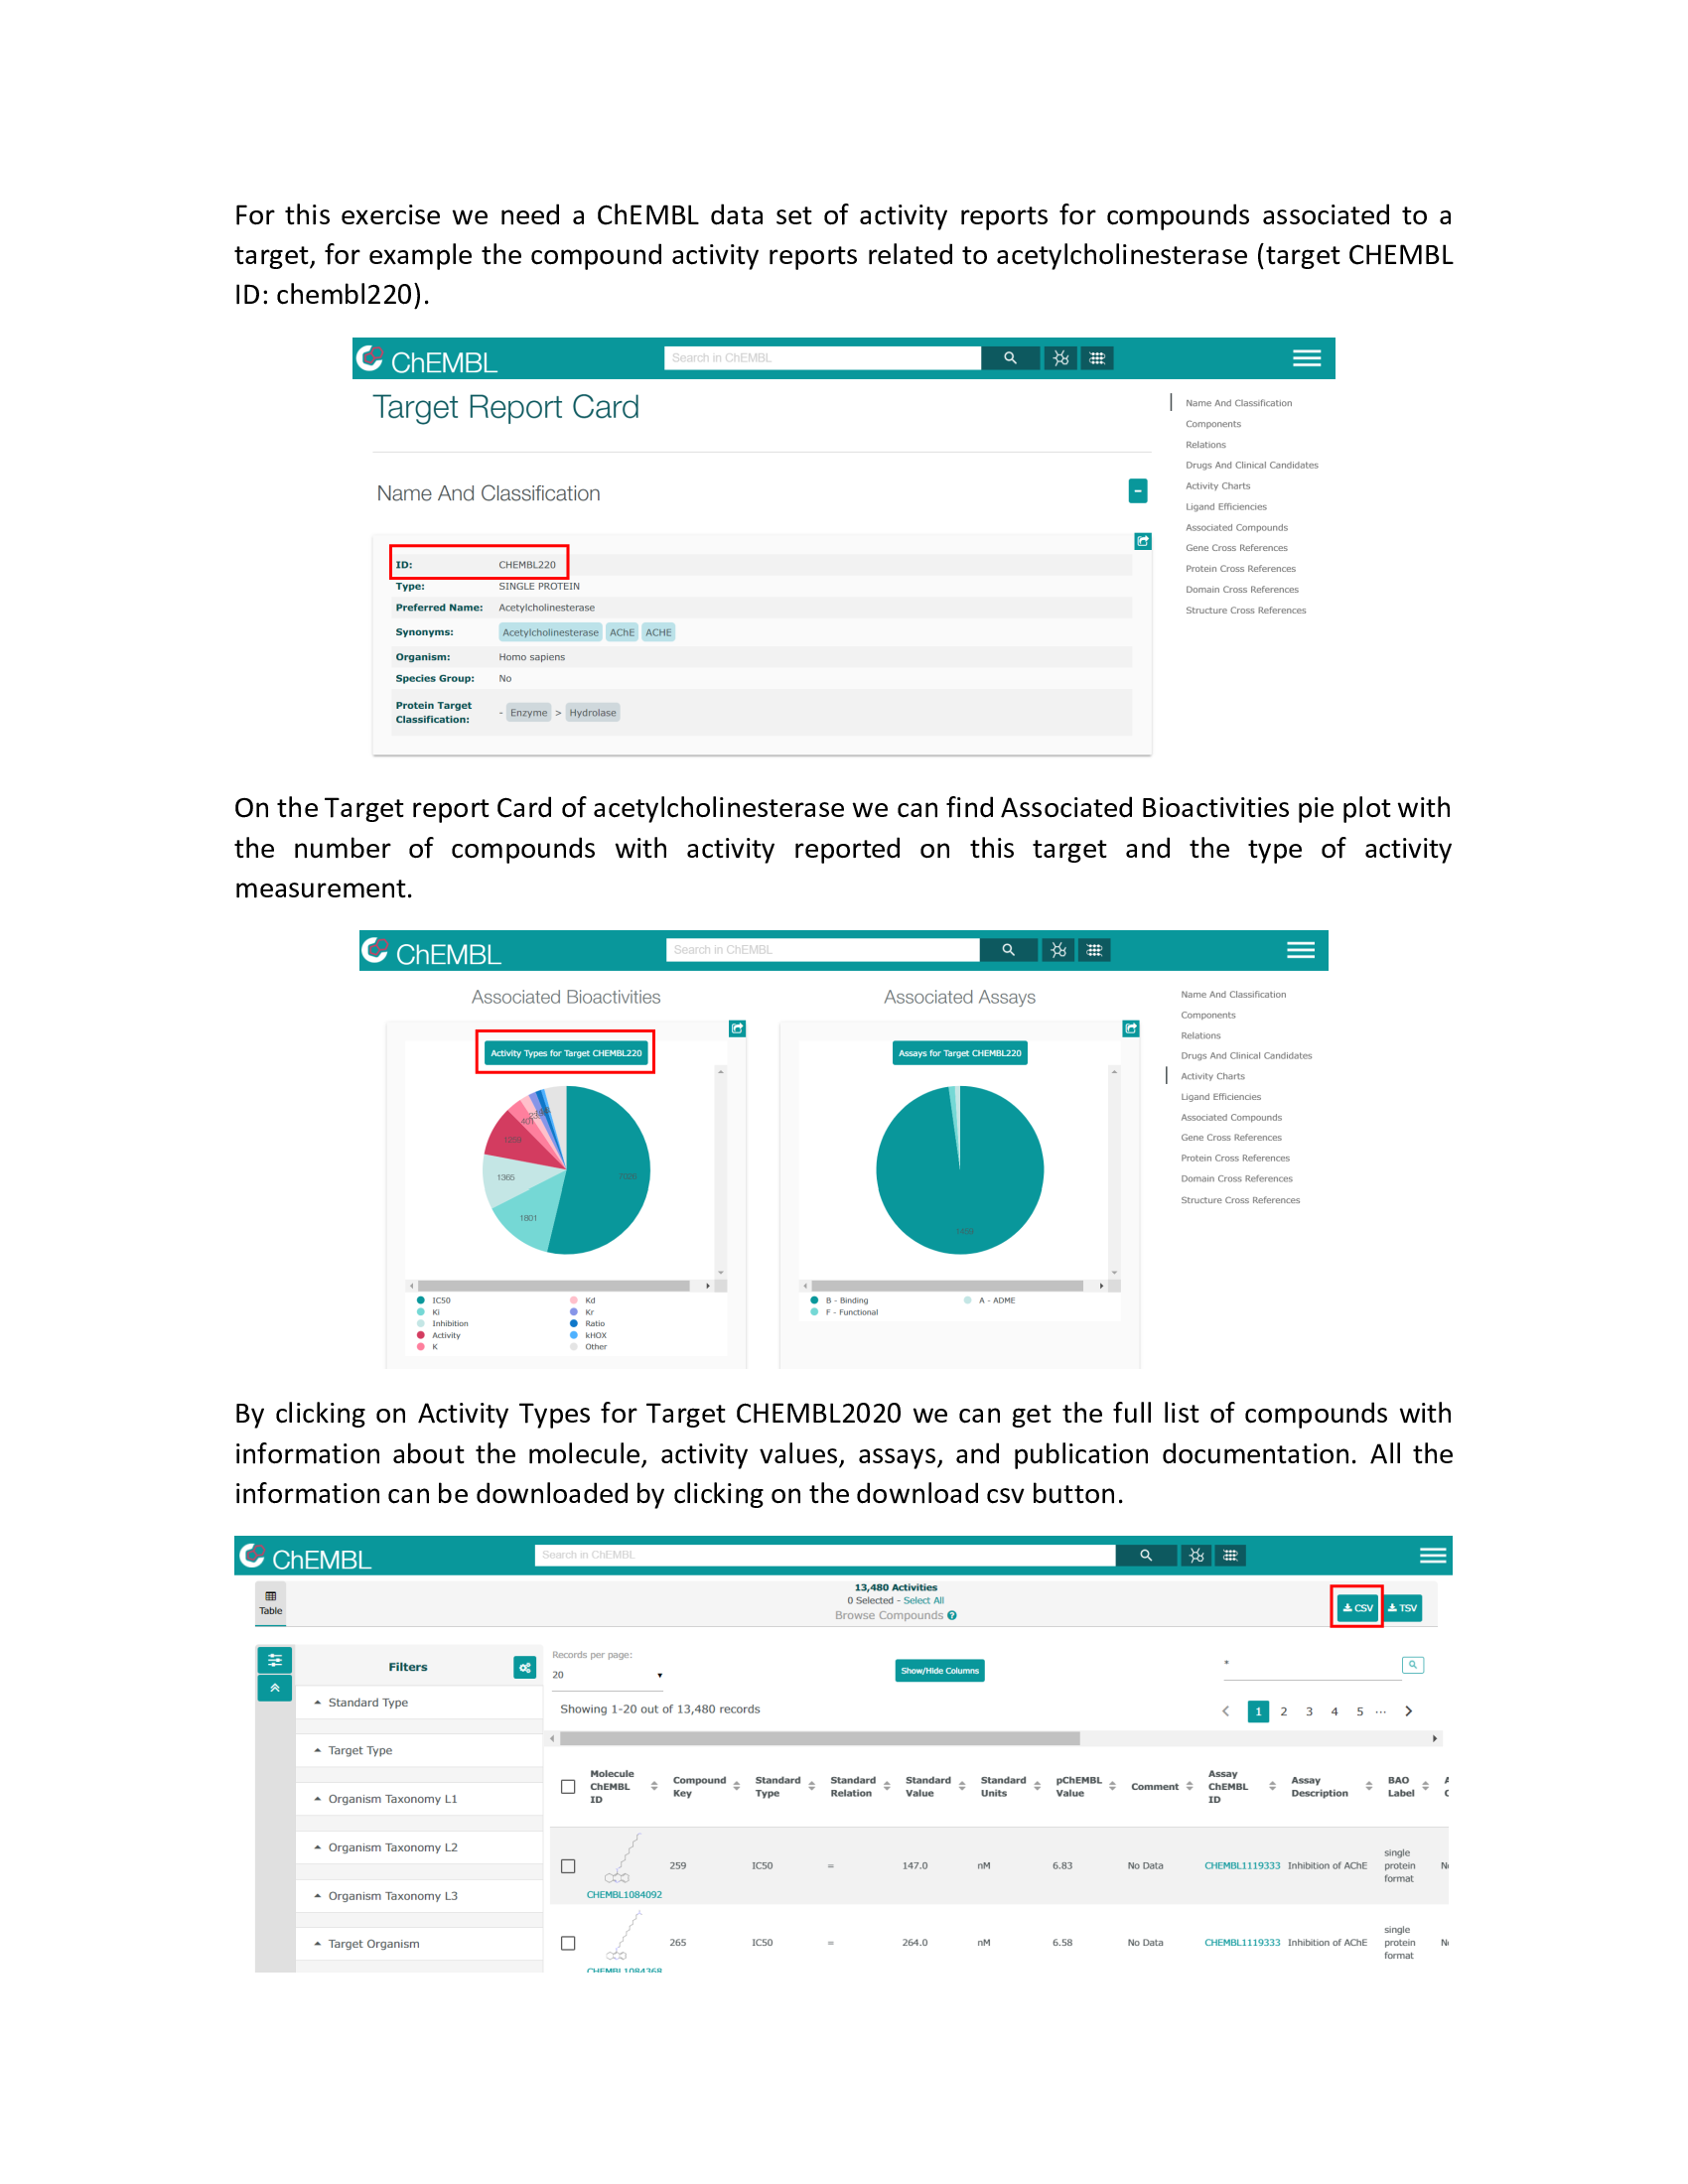 For this exercise we need a ChEMBL data set of activity reports for compounds associated to a
target, for example the compound activity reports related to acetylcholinesterase (target CHEMBL
ID: chembl220).
ChEMBL
Search in ChEMBL
Target Report Card
Name And Classification
ID: CHEMBL220
Type: SINGLE PROTEIN
Preferred Name: Acetylcholinesterase
Synonyms: Acetylcholinesterase AChE ACHE
Organism: Homo sapiens
Species Group: No
Protein Target
Classification: - Enzyme > Hydrolase
Name And Classification
Components
Relations
Drugs And Clinical Candidates
Activity Charts
Ligand Efficiencies
Associated Compounds
Gene Cross References
Protein Cross References
Domain Cross References
Structure Cross References
On the Target report Card of acetylcholinesterase we can find Associated Bioactivities pie plot with
the number of compounds with activity reported on this target and the type of activity
measurement.
ChEMBL
Search in ChEMBL
Associated Bioactivities
Activity Types for Target CHEMBL220
401
1365
1801
IC50
Ki
Inhibition
Activity
K
Kd
Kr
Ratio
kHOX
Other
Associated Assays
Assays for Target CHEMBL220
B - Binding
F - Functional
A - ADME
Name And Classification
Components
Relations
Drugs And Clinical Candidates
Activity Charts
Ligand Efficiencies
Associated Compounds
Gene Cross References
Protein Cross References
Domain Cross References
Structure Cross References
By clicking on Activity Types for Target CHEMBL2020 we can get the full list of compounds with
information about the molecule, activity values, assays, and publication documentation. All the
information can be downloaded by clicking on the download csv button.
ChEMBL
Search in ChEMBL
Table
13,480 Activities
0 Selected - Select All
Browse Compounds ?
CSV TSV
Filters
Standard Type
Target Type
Organism Taxonomy L1
Organism Taxonomy L2
Organism Taxonomy L3
Target Organism
Records per page:
20
Show/Hide Columns
*
Showing 1-20 out of 13,480 records
< 1 2 3 4 5 ... >
Molecule ChEMBL ID
Compound Key
Standard Type
Standard Relation
Standard Value
Standard Units
pChEMBL Value
Comment
Assay ChEMBL ID
Assay Description
BAO Label
CHEMBL1084092 259 IC50 = 147.0 nM 6.83 No Data CHEMBL1119333 Inhibition of AChE single protein format
CHEMBL1084368 265 IC50 = 264.0 nM 6.58 No Data CHEMBL1119333 Inhibition of AChE single protein format